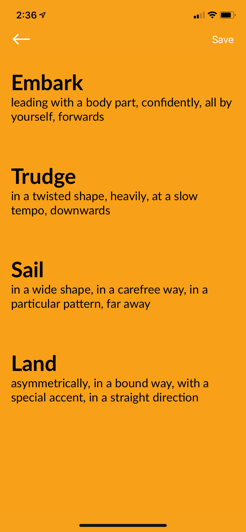 2:36
Save
Embark
leading with a body part, confidently, all by
yourself, forwards
Trudge
in a twisted shape, heavily, at a slow
tempo, downwards
Sail
in a wide shape, in a carefree way, in a
particular pattern, far away
Land
asymmetrically, in a bound way, with a
special accent, in a straight direction